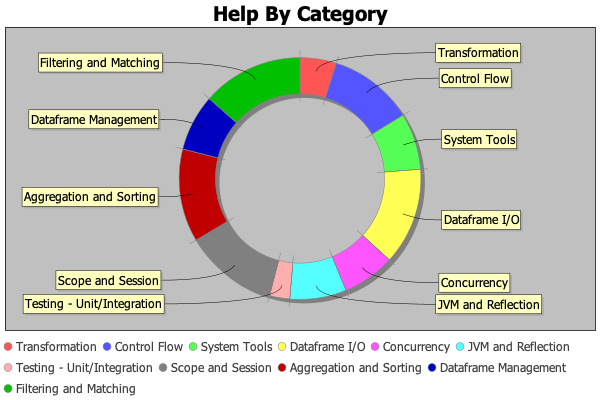 Help By Category
Transformation
Filtering and Matching
Control Flow
Dataframe Management
System Tools
Aggregation and Sorting
Dataframe I/O
Scope and Session
Concurrency
Testing - Unit/Integration
JVM and Reflection
Transformation Control Flow System Tools Dataframe I/O Concurrency JVM and Reflection
Testing - Unit/Integration Scope and Session Aggregation and Sorting Dataframe Management
Filtering and Matching